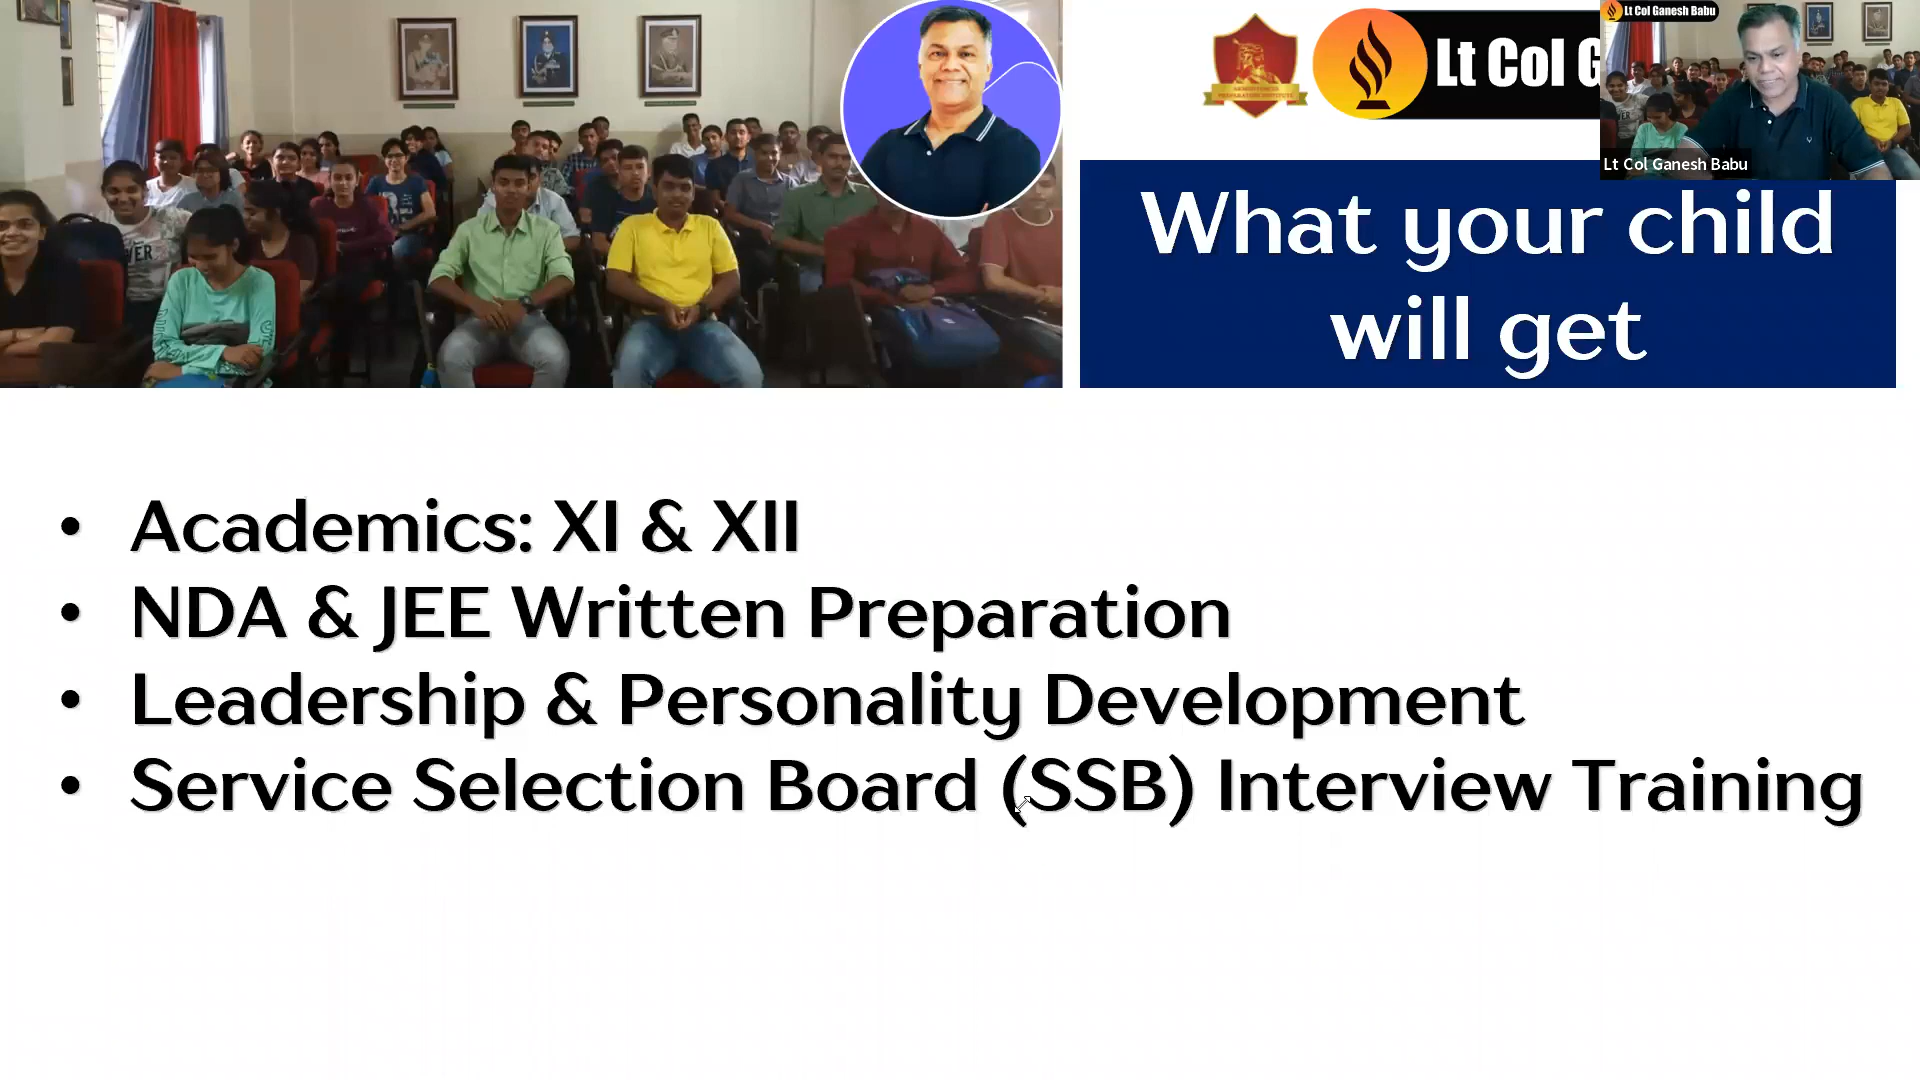 Lt Col G
Lt Col Ganesh Babu
Lt Col Ganesh Babu
What your child
will get
• Academics: XI & XII
• NDA & JEE Written Preparation
• Leadership & Personality Development
• Service Selection Board (SSB) Interview Training